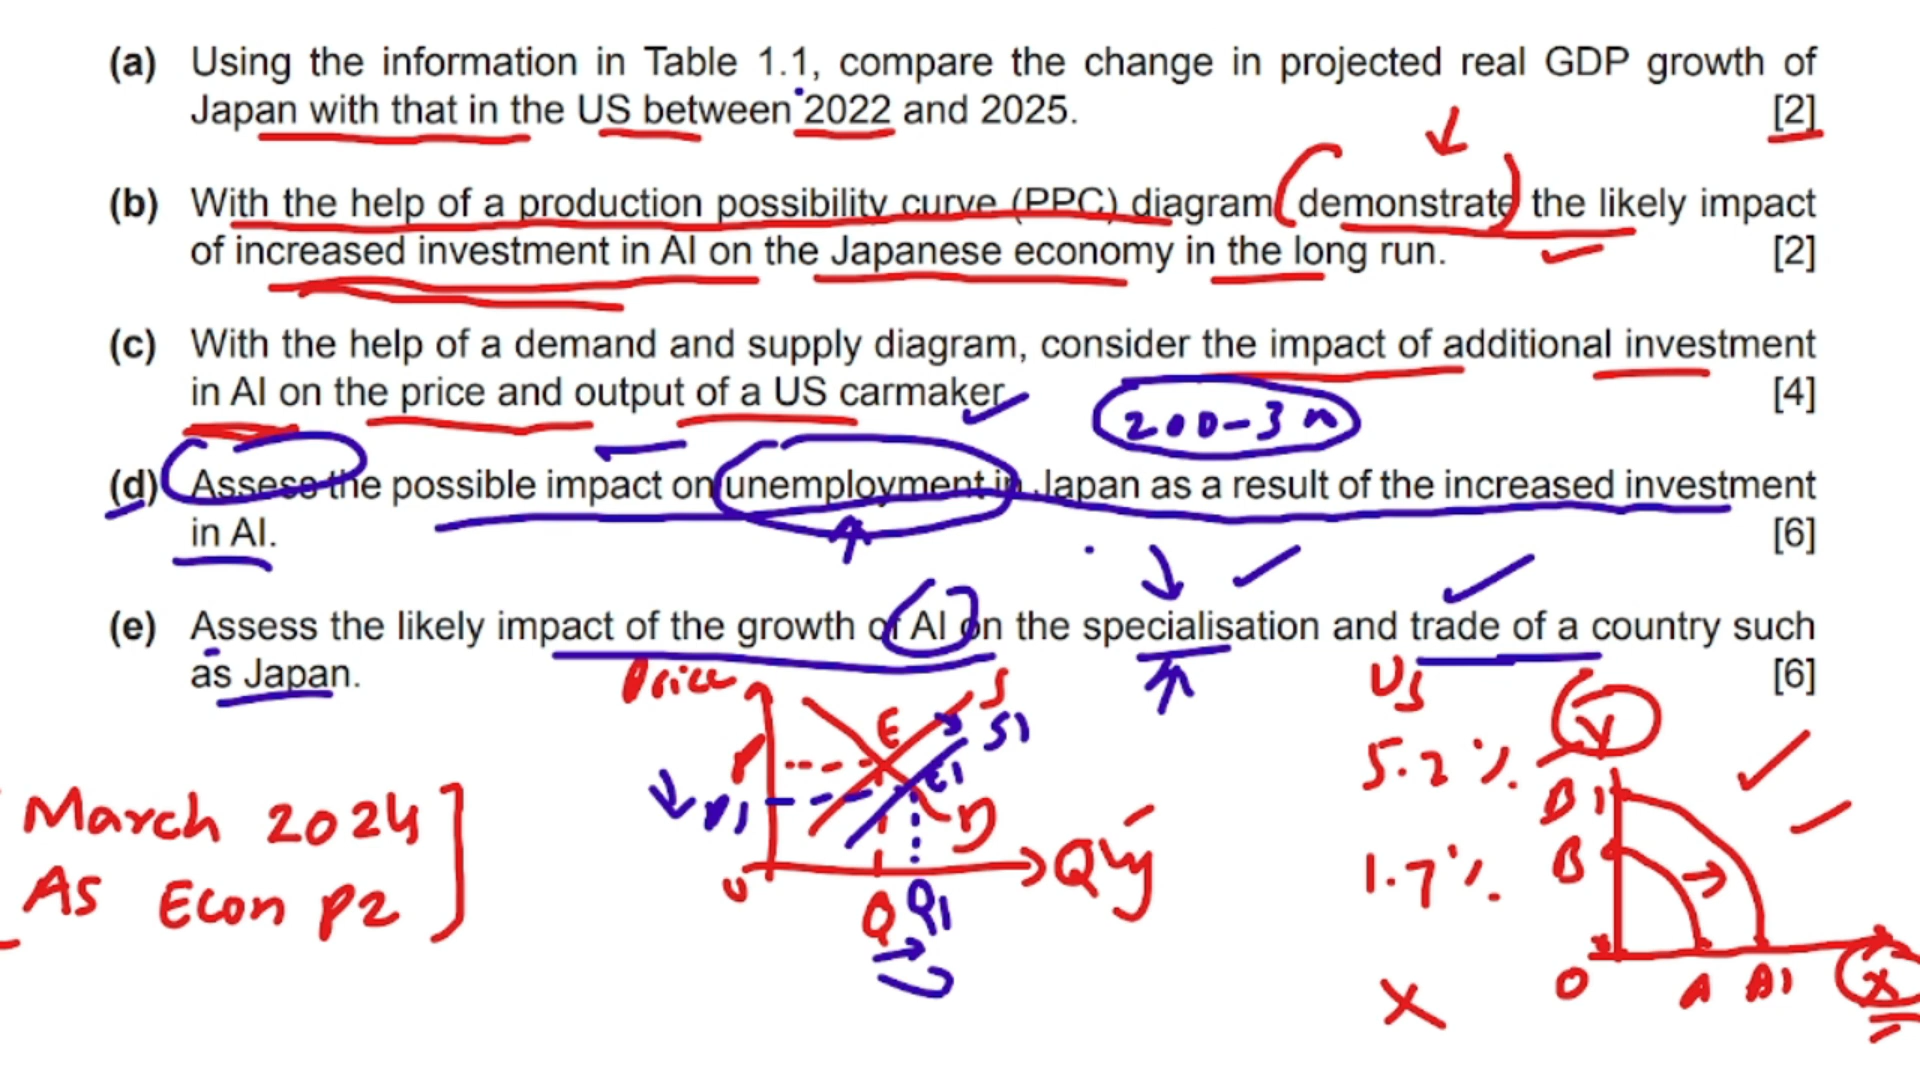 (a) Using the information in Table 1.1, compare the change in projected real GDP growth of
Japan with that in the US between 2022 and 2025. [2]
(b) With the help of a production possibility curve (PPC) diagram demonstrate the likely impact
of increased investment in AI on the Japanese economy in the long run. [2]
(c) With the help of a demand and supply diagram, consider the impact of additional investment
in AI on the price and output of a US carmaker. [4]
200-3
(d) Assess the possible impact on unemployment in Japan as a result of the increased investment
in AI. [6]
(e) Assess the likely impact of the growth of AI on the specialisation and trade of a country such
as Japan. [6]
Price
S
S1
E
E1
P
P1
D
Qty
Q Q1
March 2024
As Econ P2
US
5.2%
1.7%
X
Y
B1
B
O A A1 X